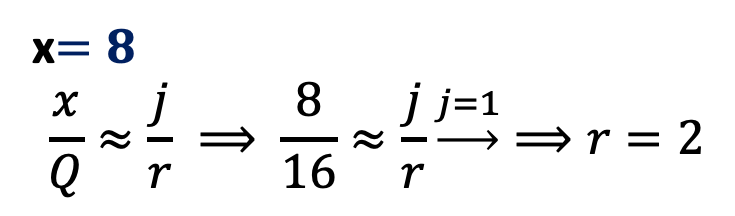 x= 8
x/Q ≈ j/r ⟹ 8/16 ≈ j/r j=1⟶ ⟹ r = 2